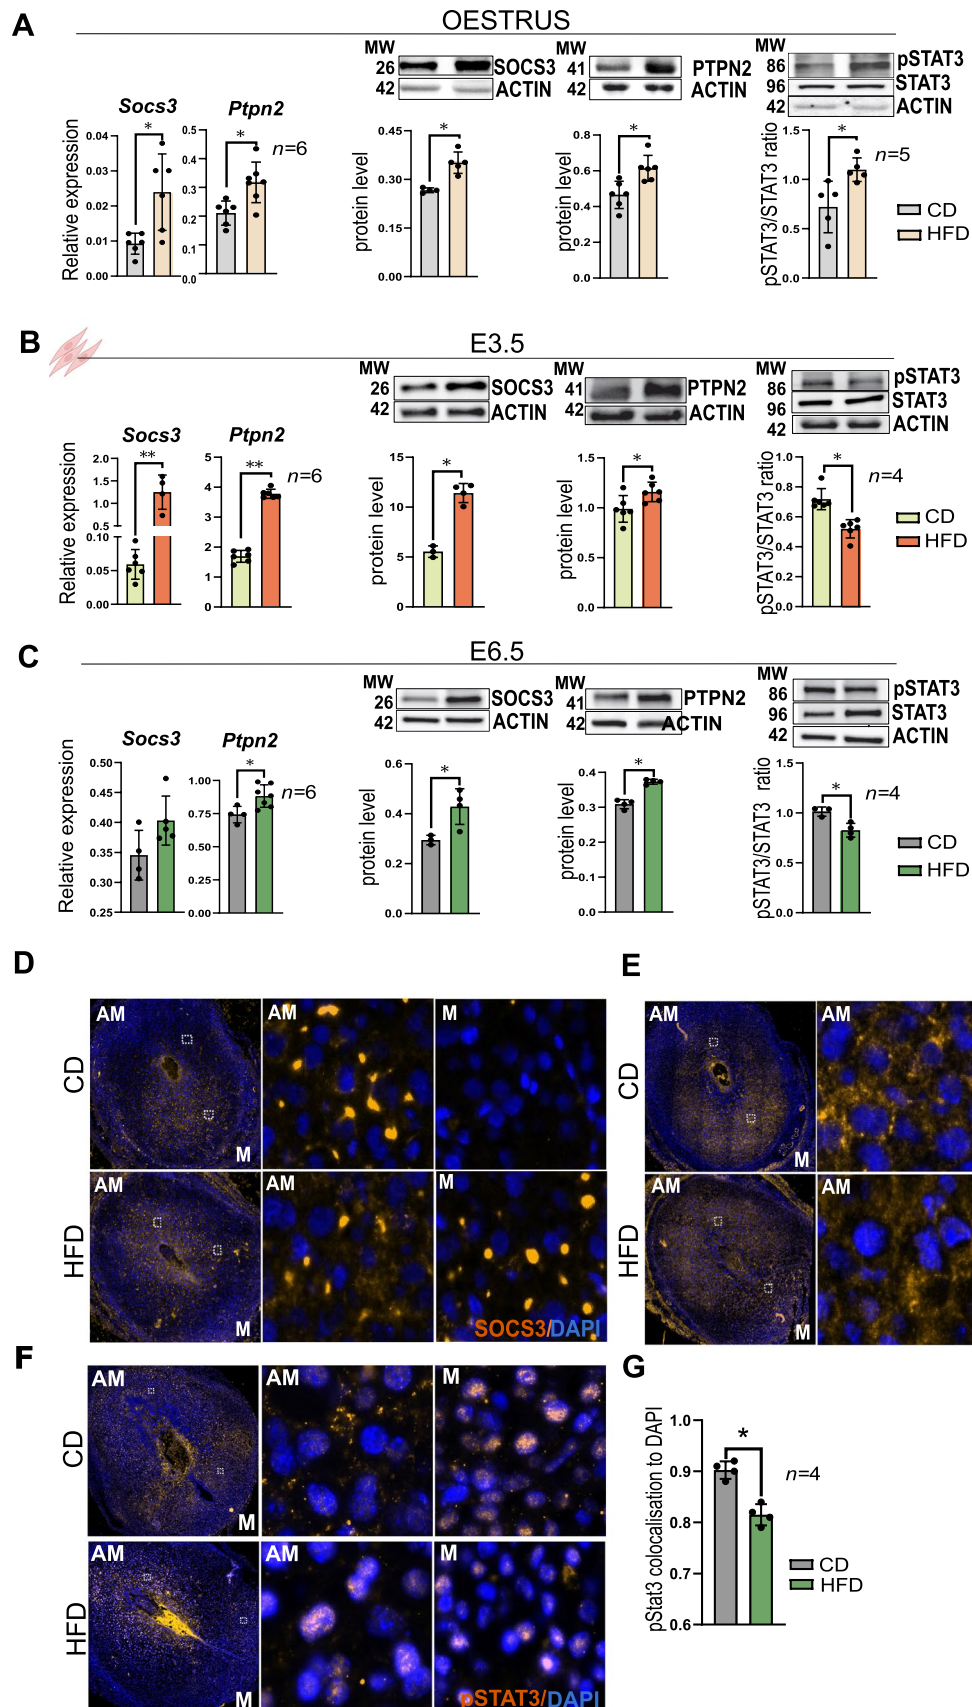 A
OESTRUS
MW
26
42
SOCS3
ACTIN
MW
41
42
PTPN2
ACTIN
MW
86
96
42
pSTAT3
STAT3
ACTIN
Socs3
Ptpn2
n=6
n=5
Relative expression
0.04
0.03
0.02
0.01
0.00
*
0.5
0.4
0.3
0.2
0.1
0.0
*
protein level
0.45
0.30
0.15
0.00
*
protein level
0.8
0.6
0.4
0.2
0.0
*
pSTAT3/STAT3 ratio
1.5
1.0
0.5
0.0
*
CD
HFD
B
E3.5
MW
26
42
SOCS3
ACTIN
MW
41
42
PTPN2
ACTIN
MW
86
96
42
pSTAT3
STAT3
ACTIN
Socs3
Ptpn2
n=6
n=4
Relative expression
2.0
1.5
1.0
0.5
0.10
0.05
0.00
**
5
4
3
2
1
0
**
protein level
15
10
5
0
*
protein level
1.5
1.0
0.5
0.0
*
pSTAT3/STAT3 ratio
1.0
0.8
0.6
0.4
0.2
0.0
*
CD
HFD
C
E6.5
MW
26
42
SOCS3
ACTIN
MW
41
42
PTPN2
ACTIN
MW
86
96
42
pSTAT3
STAT3
ACTIN
Socs3
Ptpn2
n=6
n=4
Relative expression
0.50
0.45
0.40
0.35
0.30
0.25
1.00
0.75
0.50
0.25
0.00
*
protein level
0.6
0.4
0.2
0.0
*
protein level
0.4
0.3
0.2
0.1
0.0
*
pSTAT3/STAT3 ratio
1.5
1.0
0.5
0.0
*
CD
HFD
D
CD
AM
M
AM
M
HFD
AM
M
AM
M
SOCS3/DAPI
E
CD
AM
M
AM
HFD
AM
M
AM
F
CD
AM
M
AM
M
HFD
AM
M
AM
M
pSTAT3/DAPI
G
pStat3 colocalisation to DAPI
1.0
0.9
0.8
0.7
0.6
*
n=4
CD
HFD